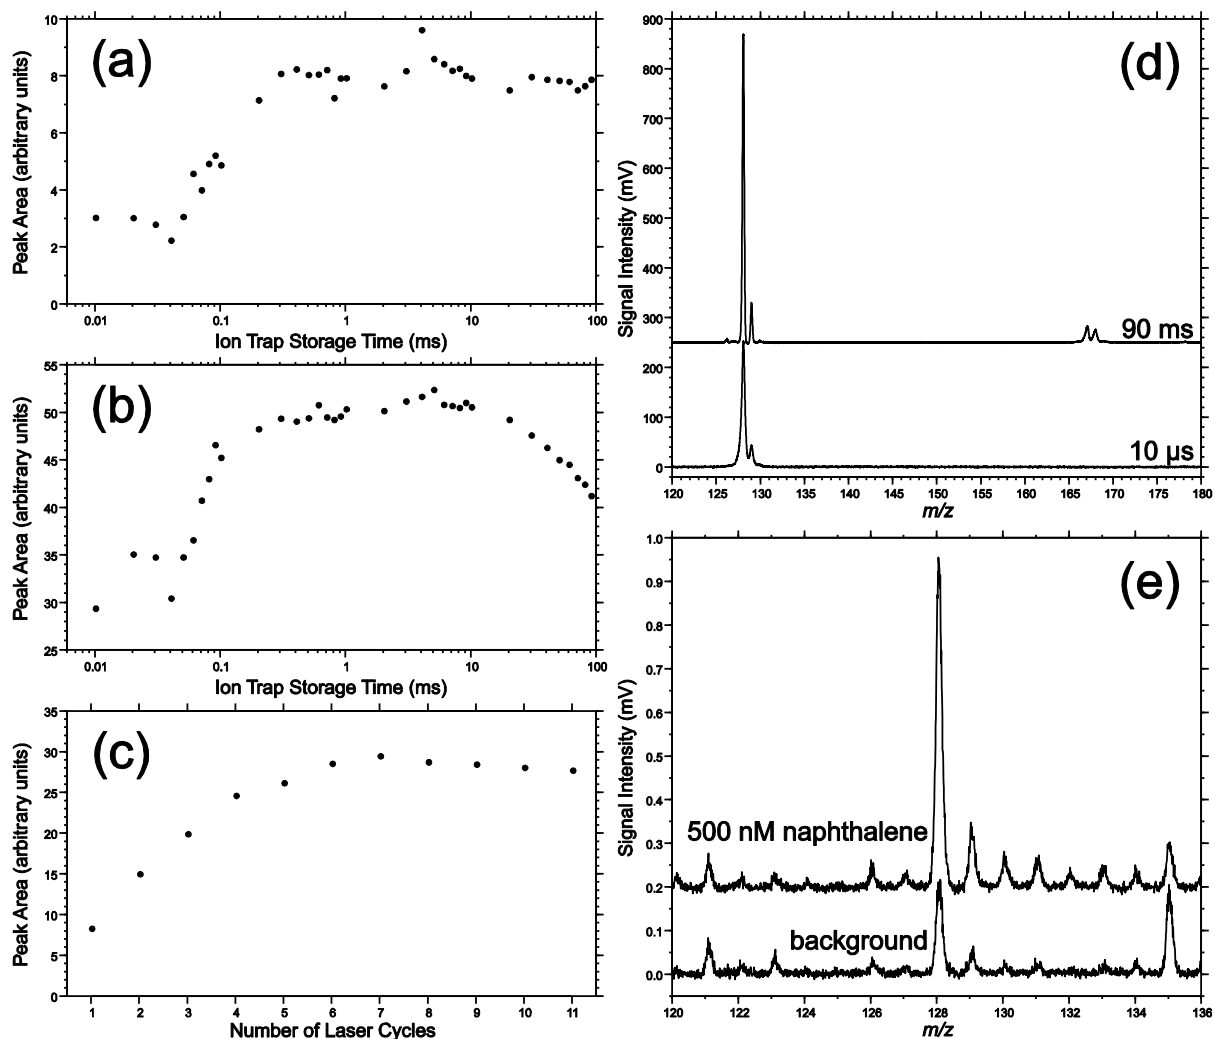 (a)
Peak Area (arbitrary units)
10
8
6
4
2
0
0.01 0.1 1 10 100
Ion Trap Storage Time (ms)
(b)
Peak Area (arbitrary units)
55
50
45
40
35
30
25
0.01 0.1 1 10 100
Ion Trap Storage Time (ms)
(c)
Peak Area (arbitrary units)
35
30
25
20
15
10
5
0
1 2 3 4 5 6 7 8 9 10 11
Number of Laser Cycles
(d)
Signal Intensity (mV)
900
800
700
600
500
400
300
200
100
0
90 ms
10 µs
120 125 130 135 140 145 150 155 160 165 170 175 180
m/z
(e)
Signal Intensity (mV)
1.0
0.9
0.8
0.7
0.6
0.5
0.4
0.3
0.2
0.1
0.0
500 nM naphthalene
background
120 122 124 126 128 130 132 134 136
m/z